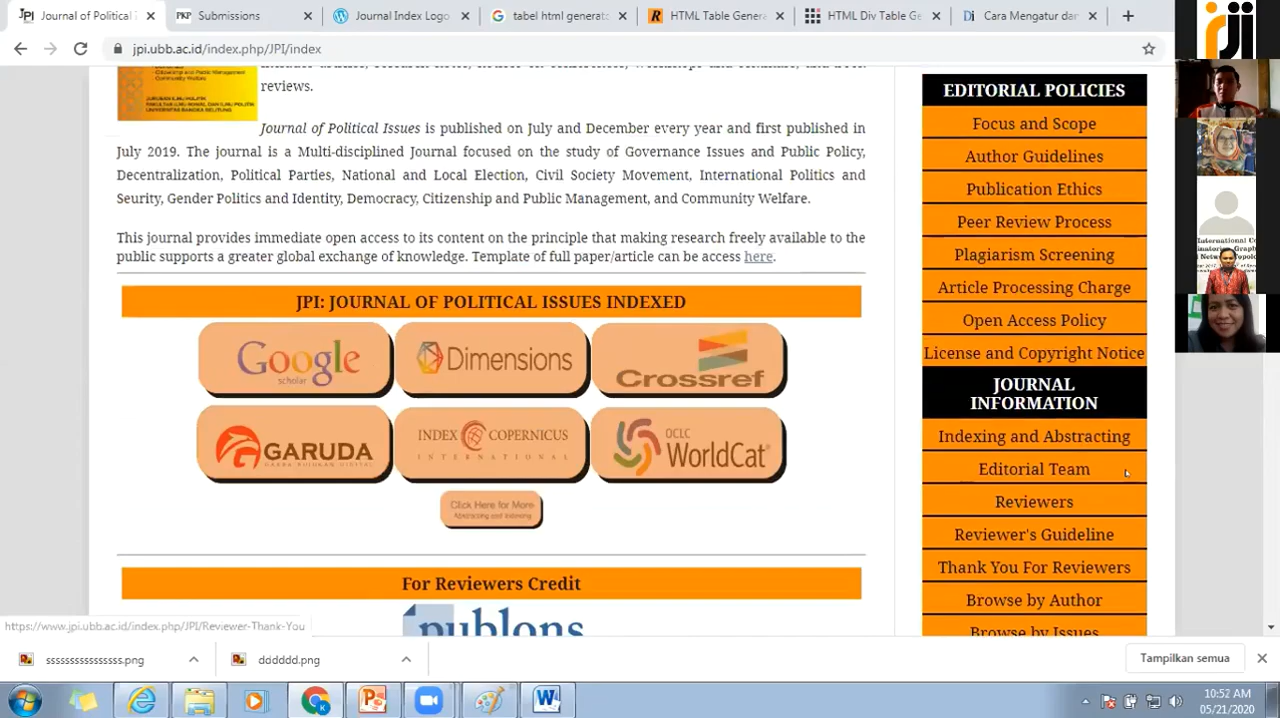 Journal of Political
Submissions
Journal Index Logo
tabel html generat
HTML Table Gene
HTML Div Table Ge
Cara Mengatur dar
jpi.ubb.ac.id/index.php/JPI/index
reviews.
Journal of Political Issues is published on July and December every year and first published in
July 2019. The journal is a Multi-disciplined Journal focused on the study of Governance Issues and Public Policy,
Decentralization, Political Parties, National and Local Election, Civil Society Movement, International Politics and
Seurity, Gender Politics and Identity, Democracy, Citizenship and Public Management, and Community Welfare.
This journal provides immediate open access to its content on the principle that making research freely available to the
public supports a greater global exchange of knowledge. Template of full paper/article can be access here.
JPI: JOURNAL OF POLITICAL ISSUES INDEXED
Google
scholar
Dimensions
Crossref
GARUDA
GARBA RUJUKAN DIGITAL
INDEX COPERNICUS
INTERNATIONAL
OCLC
WorldCat
Click Here for More
Abstracting and Indexing
For Reviewers Credit
publons
EDITORIAL POLICIES
Focus and Scope
Author Guidelines
Publication Ethics
Peer Review Process
Plagiarism Screening
Article Processing Charge
Open Access Policy
License and Copyright Notice
JOURNAL
INFORMATION
Indexing and Abstracting
Editorial Team
Reviewers
Reviewer's Guideline
Thank You For Reviewers
Browse by Author
Browse by Issues
https://www.jpi.ubb.ac.id/index.php/JPI/Reviewer-Thank-You
sssssssssssssss.png
dddddd.png
Tampilkan semua
10:52 AM
05/21/2020